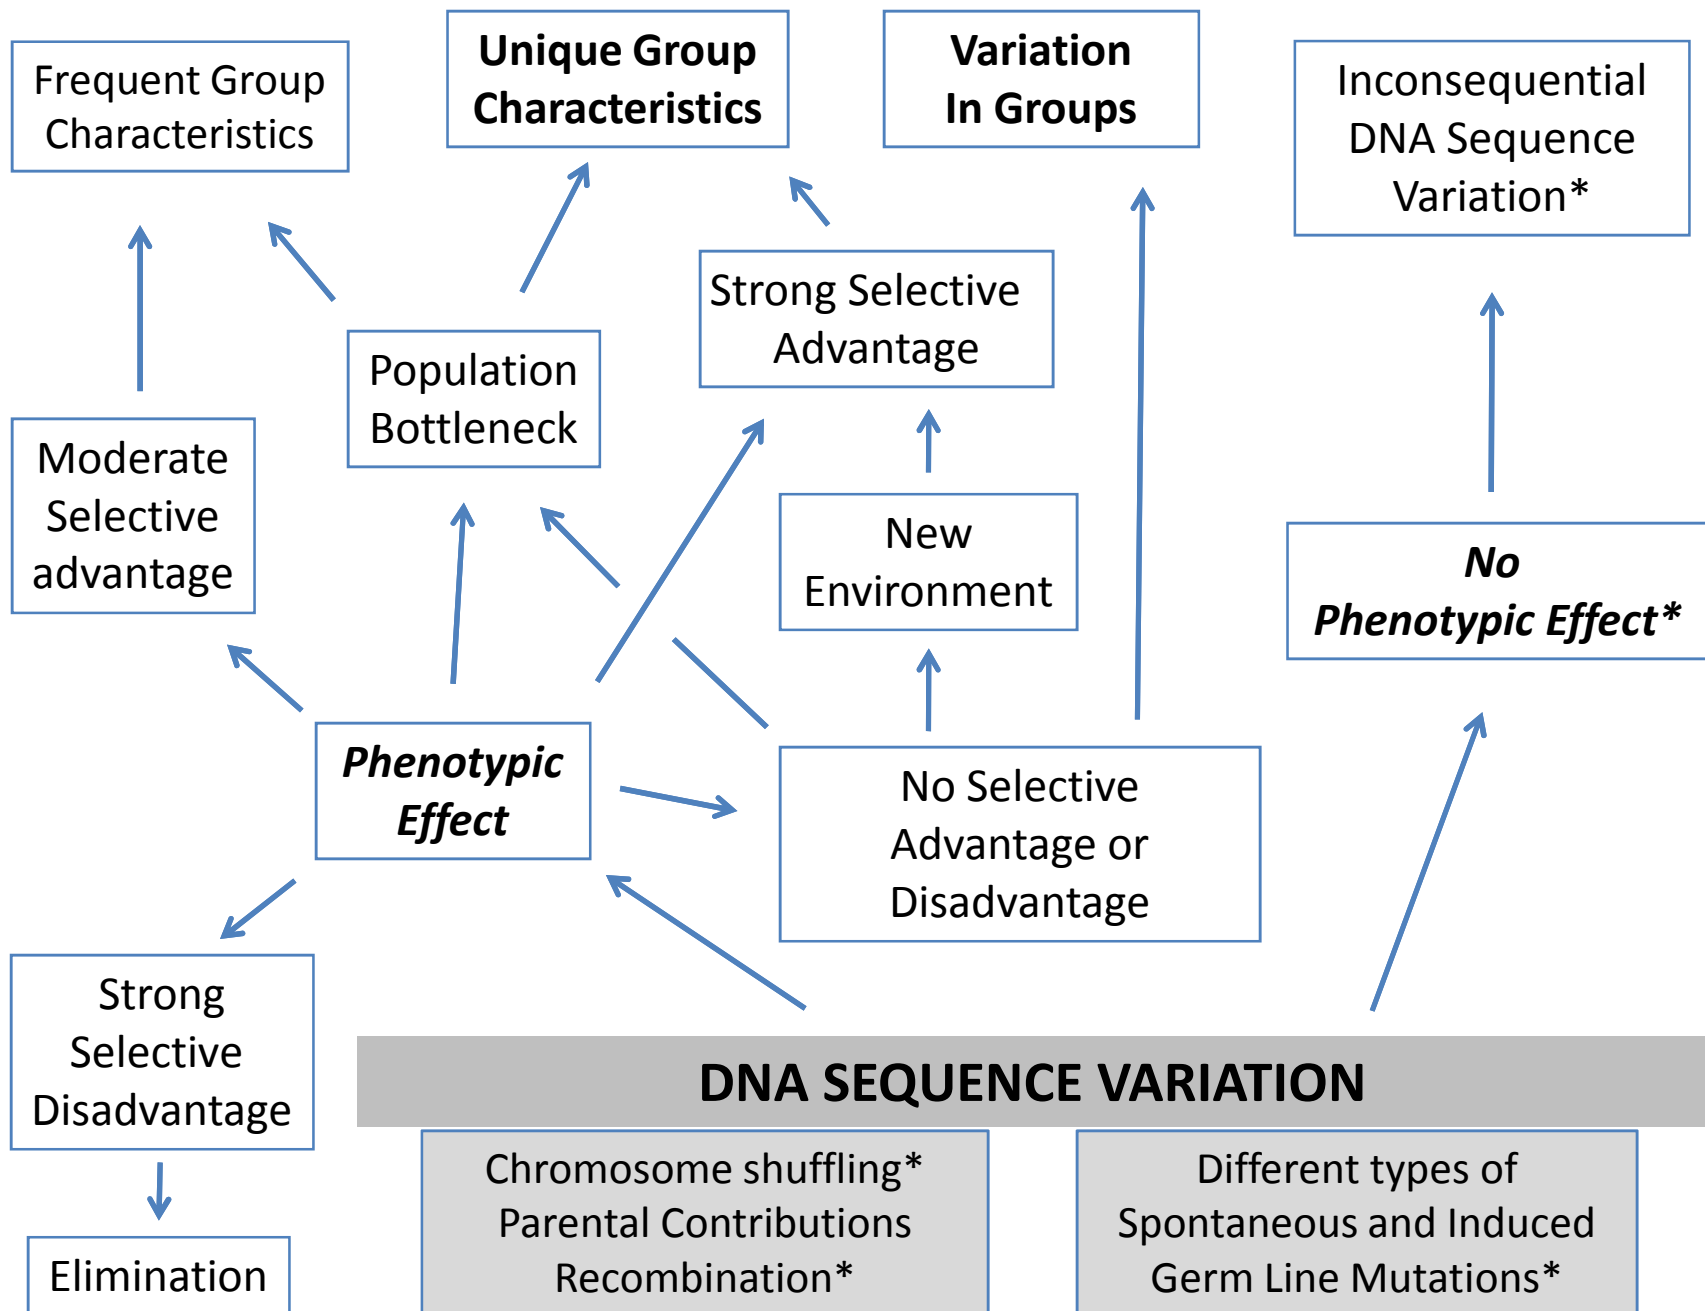 Frequent Group
Characteristics
Unique Group
Characteristics
Variation
In Groups
Inconsequential
DNA Sequence
Variation*
Strong Selective
Advantage
Population
Bottleneck
Moderate
Selective
advantage
New
Environment
No
Phenotypic Effect*
Phenotypic
Effect
No Selective
Advantage or
Disadvantage
Strong
Selective
Disadvantage
Elimination
DNA SEQUENCE VARIATION
Chromosome shuffling*
Parental Contributions
Recombination*
Different types of
Spontaneous and Induced
Germ Line Mutations*